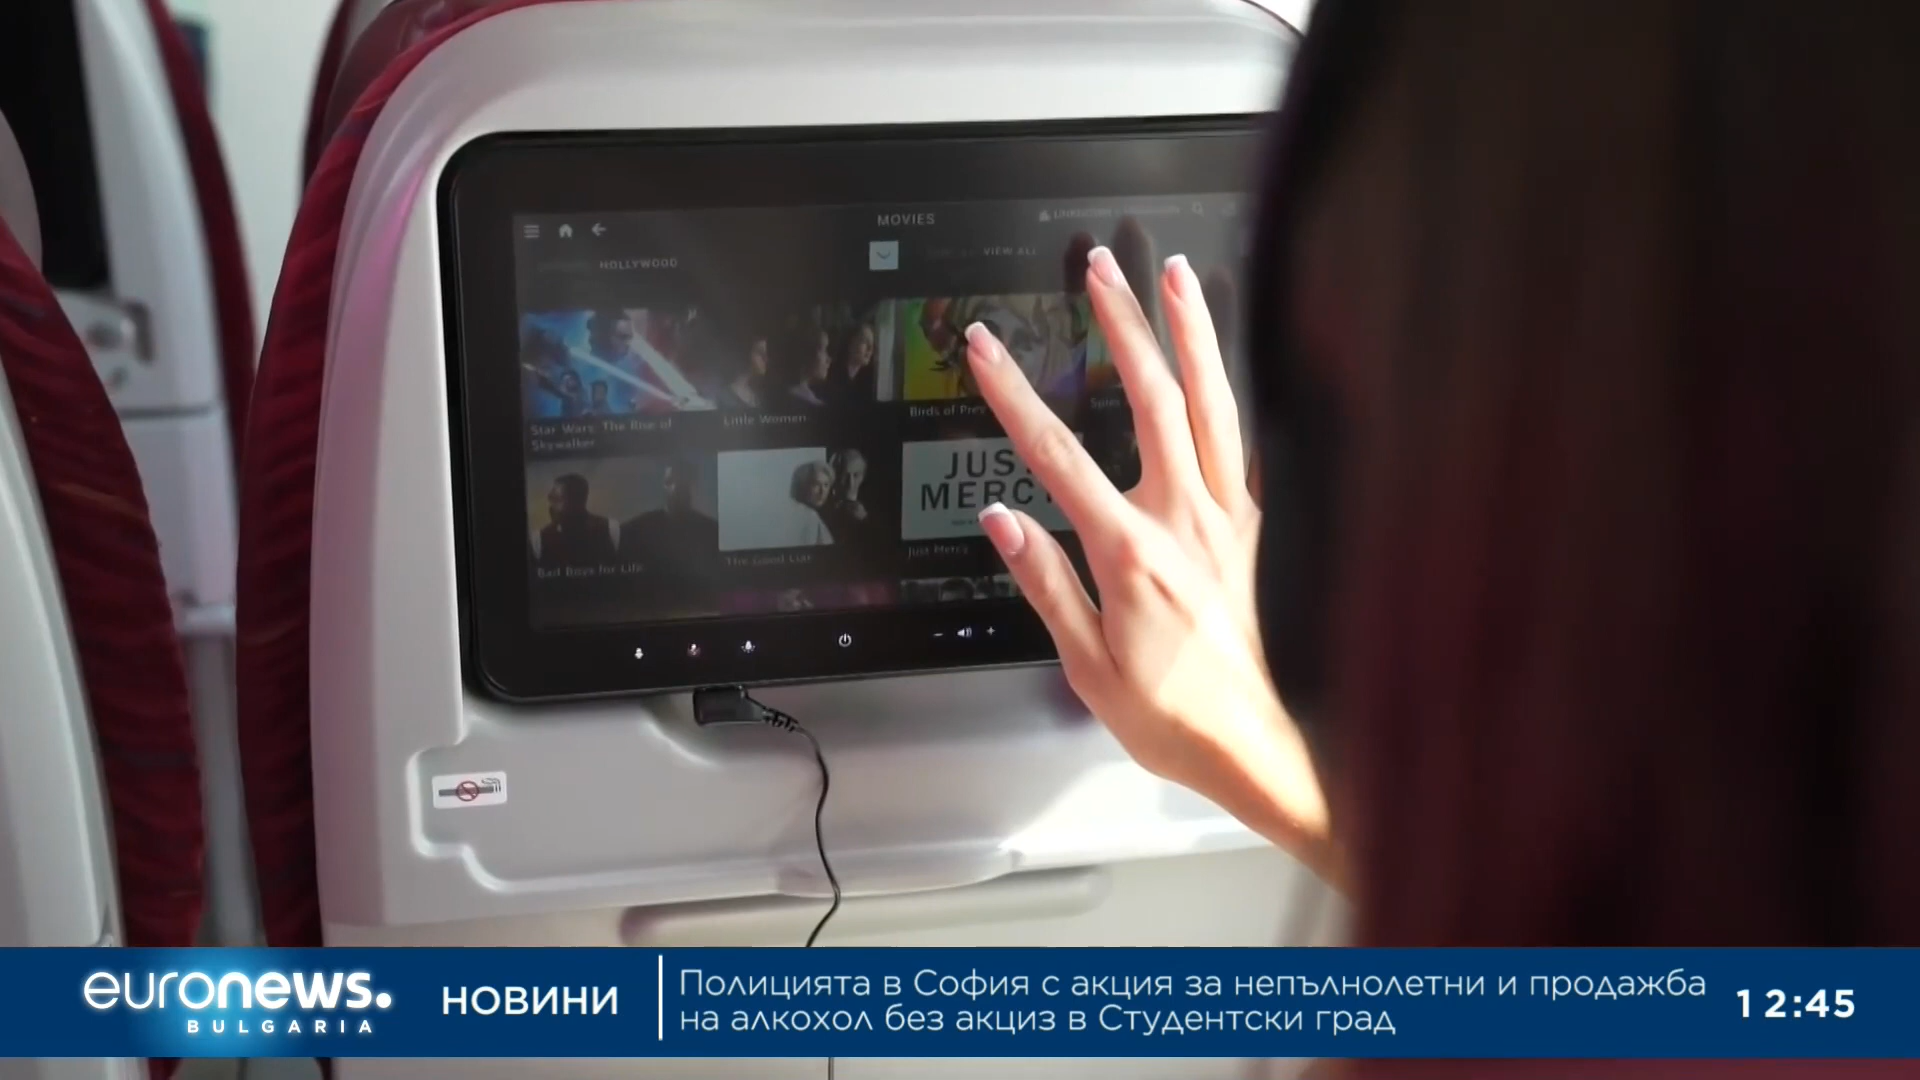 MOVIES
HOLLYWOOD
VIEW ALL
Star Wars: The Rise of
Skywalker
Little Women
Birds of Prey
JUST
MERCY
Bad Boys for Life
The Good Liar
Just Mercy
euronews.
BULGARIA
НОВИНИ
Полицията в София с акция за непълнолетни и продажба
на алкохол без акциз в Студентски град
12:45